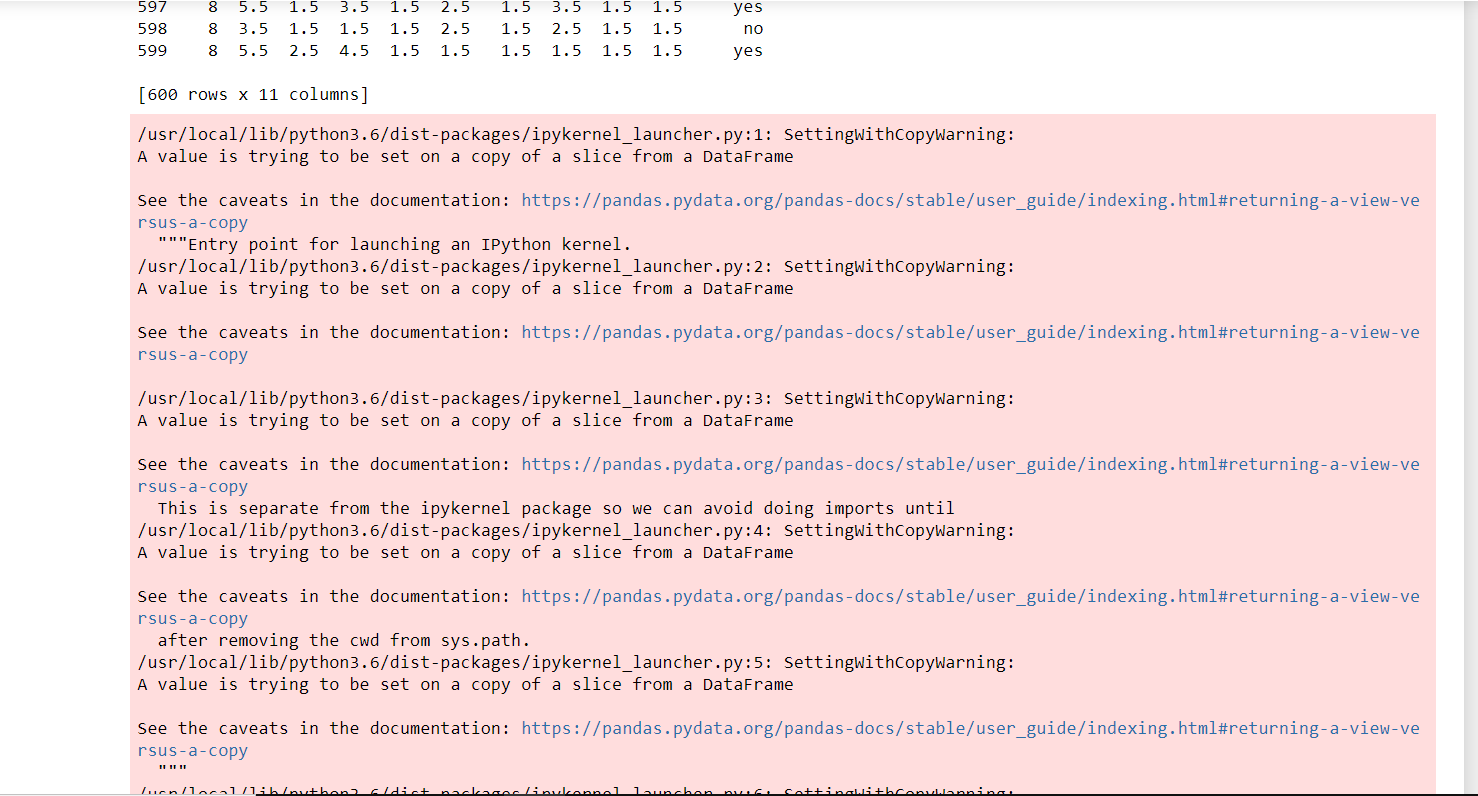 597 8 5.5 1.5 3.5 1.5 2.5 1.5 3.5 1.5 1.5 yes
598 8 3.5 1.5 1.5 1.5 2.5 1.5 2.5 1.5 1.5 no
599 8 5.5 2.5 4.5 1.5 1.5 1.5 1.5 1.5 1.5 yes
[600 rows x 11 columns]
/usr/local/lib/python3.6/dist-packages/ipykernel_launcher.py:1: SettingWithCopyWarning:
A value is trying to be set on a copy of a slice from a DataFrame
See the caveats in the documentation: https://pandas.pydata.org/pandas-docs/stable/user_guide/indexing.html#returning-a-view-ve
rsus-a-copy
"""Entry point for launching an IPython kernel.
/usr/local/lib/python3.6/dist-packages/ipykernel_launcher.py:2: SettingWithCopyWarning:
A value is trying to be set on a copy of a slice from a DataFrame
See the caveats in the documentation: https://pandas.pydata.org/pandas-docs/stable/user_guide/indexing.html#returning-a-view-ve
rsus-a-copy
/usr/local/lib/python3.6/dist-packages/ipykernel_launcher.py:3: SettingWithCopyWarning:
A value is trying to be set on a copy of a slice from a DataFrame
See the caveats in the documentation: https://pandas.pydata.org/pandas-docs/stable/user_guide/indexing.html#returning-a-view-ve
rsus-a-copy
This is separate from the ipykernel package so we can avoid doing imports until
/usr/local/lib/python3.6/dist-packages/ipykernel_launcher.py:4: SettingWithCopyWarning:
A value is trying to be set on a copy of a slice from a DataFrame
See the caveats in the documentation: https://pandas.pydata.org/pandas-docs/stable/user_guide/indexing.html#returning-a-view-ve
rsus-a-copy
after removing the cwd from sys.path.
/usr/local/lib/python3.6/dist-packages/ipykernel_launcher.py:5: SettingWithCopyWarning:
A value is trying to be set on a copy of a slice from a DataFrame
See the caveats in the documentation: https://pandas.pydata.org/pandas-docs/stable/user_guide/indexing.html#returning-a-view-ve
rsus-a-copy
"""
/usr/local/lib/python3.6/dist-packages/ipykernel_launcher.py:6: SettingWithCopyWarning: